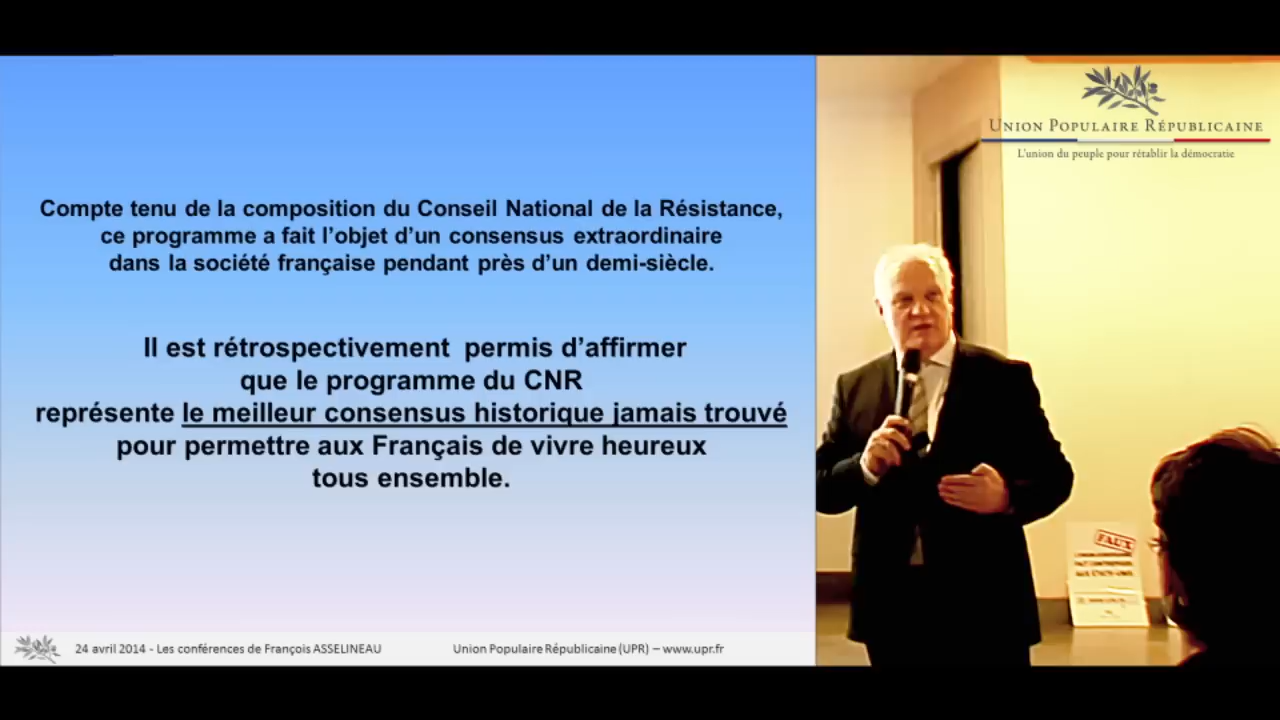 Compte tenu de la composition du Conseil National de la Résistance,
ce programme a fait l'objet d'un consensus extraordinaire
dans la société française pendant près d'un demi-siècle.
Il est rétrospectivement permis d'affirmer
que le programme du CNR
représente le meilleur consensus historique jamais trouvé
pour permettre aux Français de vivre heureux
tous ensemble.
24 avril 2014 - Les conférences de François ASSELINEAU
Union Populaire Républicaine (UPR) – www.upr.fr
UNION POPULAIRE RÉPUBLICAINE
L'union du peuple pour rétablir la démocratie
FAUX